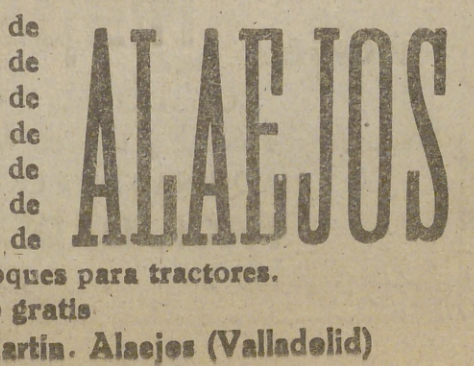 de
de
de
de
de
de
de
ALAEJOS
oques para tractores.
gratis
artin. Alaejos (Valladolid)